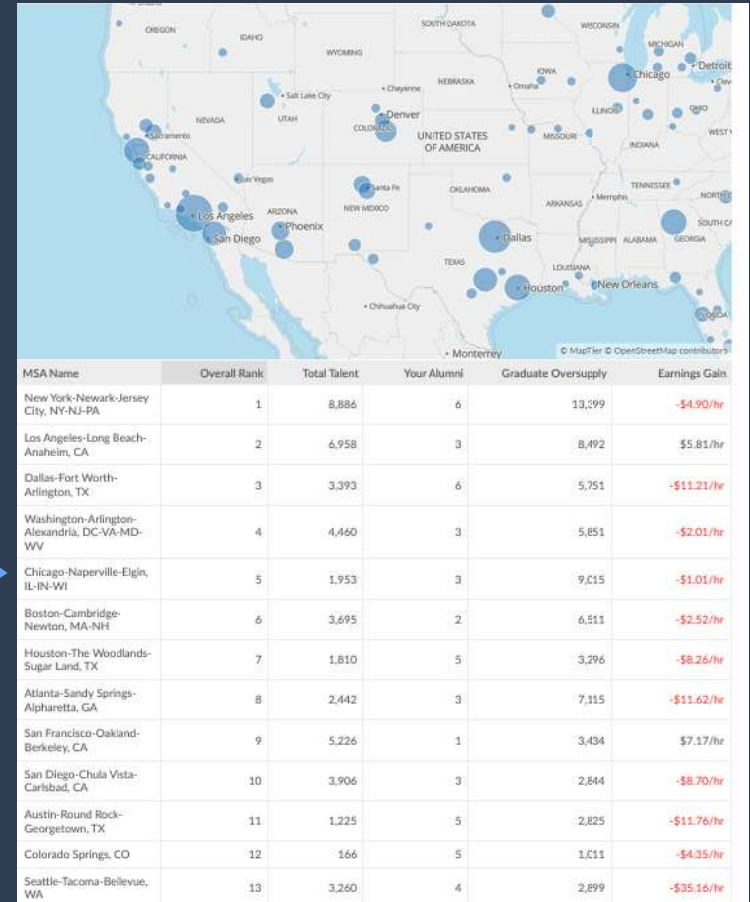 OREGON
IDAHO
WYOMING
SOUTH DAKOTA
WISCONSIN
MICHIGAN
Detroit
Chicago
IOWA
NEBRASKA
Omaha
Cheyenne
Salt Lake City
NEVADA
UTAH
Denver
COLORADO
UNITED STATES
OF AMERICA
ILLINOIS
OHIO
INDIANA
MISSOURI
WEST V
Sacramento
CALIFORNIA
Las Vegas
Santa Fe
NEW MEXICO
OKLAHOMA
ARKANSAS
Memphis
TENNESSEE
NORTH C
SOUTH CA
Los Angeles
ARZONA
Phoenix
San Diego
Dallas
MISSISSIPPI
ALABAMA
GEORGIA
TEXAS
LOUISIANA
Houston
New Orleans
Chihuahua City
Monterrey
© MapTiler © OpenStreetMap contributors
MSA Name Overall Rank Total Talent Your Alumni Graduate Oversupply Earnings Gain
New York-Newark-Jersey
City, NY-NJ-PA 1 8,886 6 13,399 -$4.90/hr
Los Angeles-Long Beach-
Anaheim, CA 2 6,958 3 8,492 $5.81/hr
Dallas-Fort Worth-
Arlington, TX 3 3,393 6 5,751 -$11.21/hr
Washington-Arlington-
Alexandria, DC-VA-MD-
WV 4 4,460 3 5,851 -$2.01/hr
Chicago-Naperville-Elgin,
IL-IN-WI 5 1,953 3 9,015 -$1.01/hr
Boston-Cambridge-
Newton, MA-NH 6 3,695 2 6,511 -$2.52/hr
Houston-The Woodlands-
Sugar Land, TX 7 1,810 5 3,296 -$8.26/hr
Atlanta-Sandy Springs-
Alpharetta, GA 8 2,442 3 7,115 -$11.62/hr
San Francisco-Oakland-
Berkeley, CA 9 5,226 1 3,434 $7.17/hr
San Diego-Chula Vista-
Carlsbad, CA 10 3,906 3 2,844 -$8.70/hr
Austin-Round Rock-
Georgetown, TX 11 1,225 5 2,825 -$11.76/hr
Colorado Springs, CO 12 166 5 1,011 -$4.35/hr
Seattle-Tacoma-Bellevue,
WA 13 3,260 4 2,899 -$35.16/hr